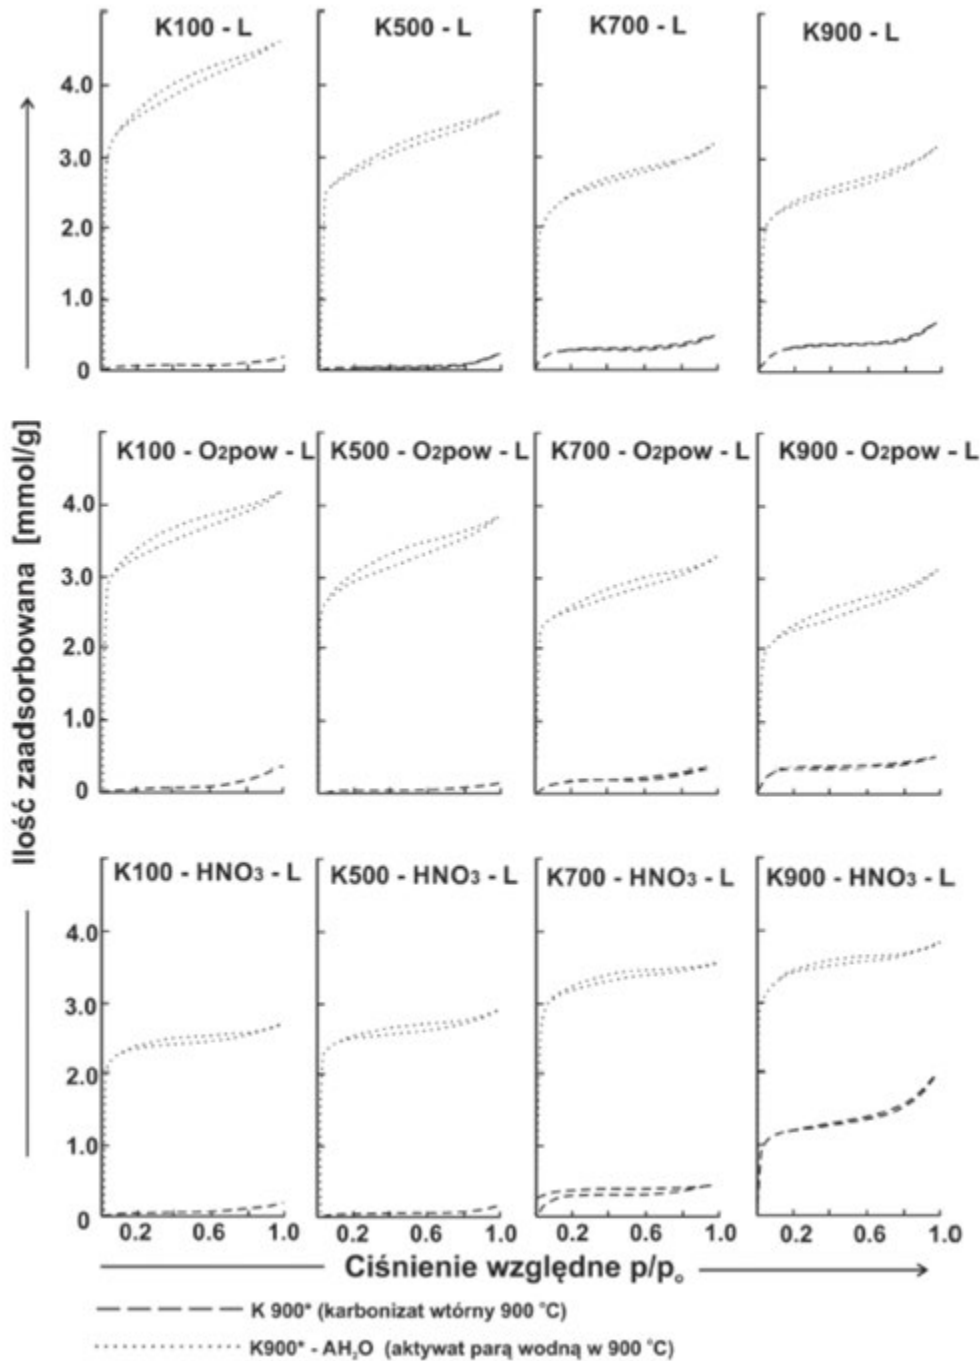 K100 - L K500 - L K700 - L K900 - L
4.0
3.0
2.0
1.0
0
K100 - O2pow - L K500 - O2pow - L K700 - O2pow - L K900 - O2pow - L
4.0
3.0
2.0
1.0
0
Ilość zaadsorbowana [mmol/g]
K100 - HNO3 - L K500 - HNO3 - L K700 - HNO3 - L K900 - HNO3 - L
4.0
3.0
2.0
1.0
0
0.2 0.6 1.0 0.2 0.6 1.0 0.2 0.6 1.0 0.2 0.6 1.0
Ciśnienie względne p/pₒ
K 900* (karbonizat wtórny 900 °C)
K900* - AH₂O (aktywat parą wodną w 900 °C)